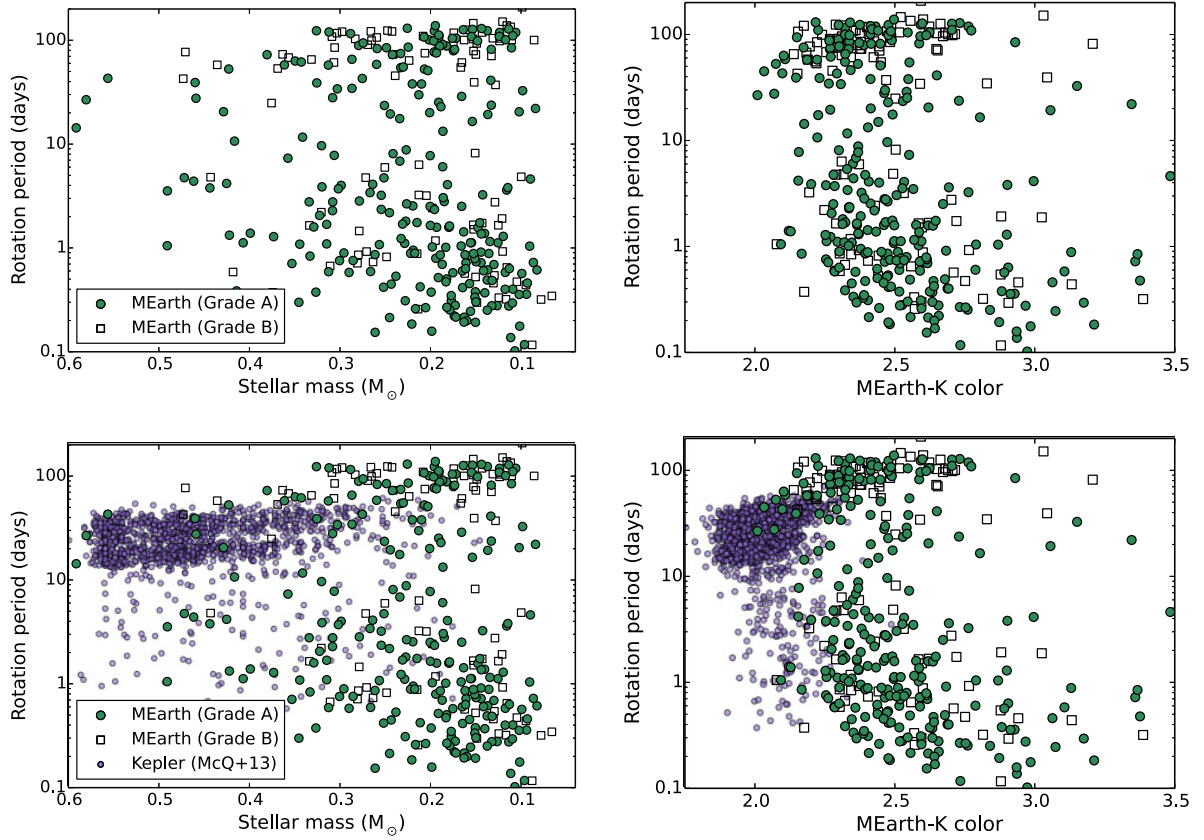 Rotation period (days)
100
10
1
0.1
0.6
0.5
0.4
0.3
0.2
0.1
Stellar mass (M⊙)
MEarth (Grade A)
MEarth (Grade B)
Rotation period (days)
100
10
1
0.1
2.0
2.5
3.0
3.5
MEarth-K color
Rotation period (days)
100
10
1
0.1
0.6
0.5
0.4
0.3
0.2
0.1
Stellar mass (M⊙)
MEarth (Grade A)
MEarth (Grade B)
Kepler (McQ+13)
Rotation period (days)
100
10
1
0.1
2.0
2.5
3.0
3.5
MEarth-K color